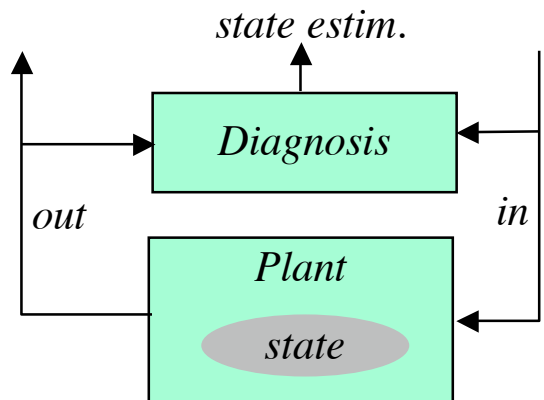 state estim.
Diagnosis
out
in
Plant
state